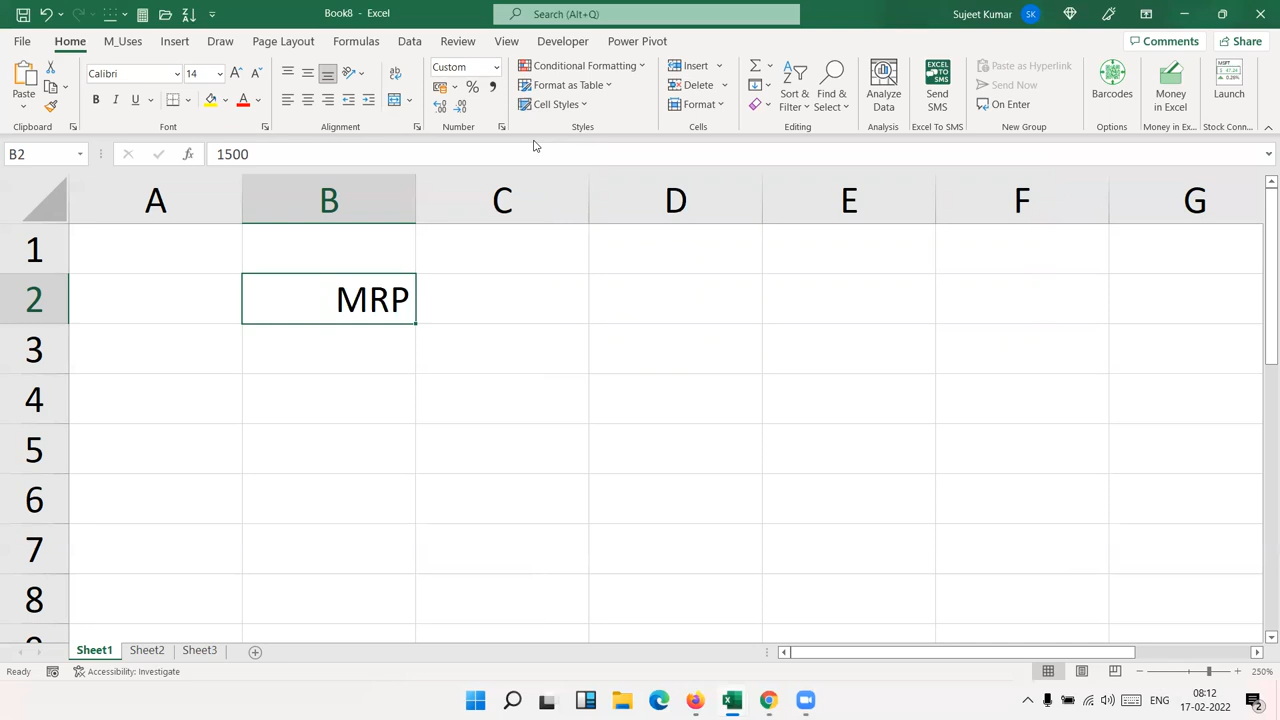 Book8 - Excel
Search (Alt+Q)
Sujeet Kumar
SK
File
Home
M_Uses
Insert
Draw
Page Layout
Formulas
Data
Review
View
Developer
Help
Power Pivot
Comments
Share
Paste
Clipboard
Calibri
14
B
I
U
Font
Alignment
Custom
Number
Conditional Formatting
Format as Table
Cell Styles
Styles
Insert
Delete
Format
Cells
Sort &
Filter
Find &
Select
Editing
Analyze
Data
Analysis
Send
SMS
Excel To SMS
Paste as Hyperlink
Send Now
On Enter
New Group
Barcodes
Options
Money
in Excel
Money in Ex...
Launch
Stock Conn...
B2
fx
1500
A B C D E F G
1
2 MRP
3
4
5
6
7
8
Sheet1
Sheet2
Sheet3
Ready
Accessibility: Investigate
250%
ENG
08:12
17-02-2022
2